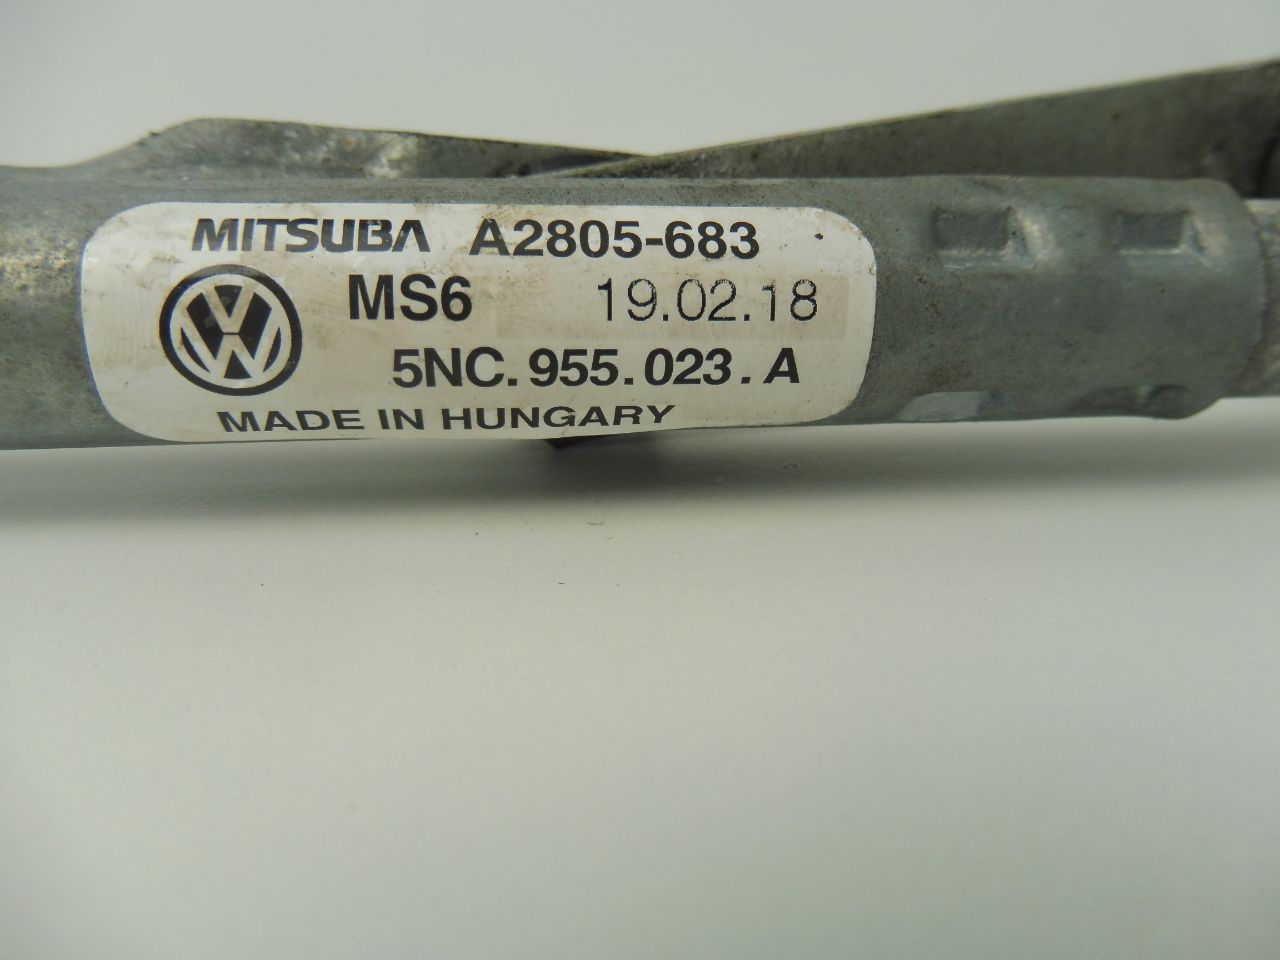 MITSUBA A2805-683
MS6 19.02.18
5NC.955.023.A
MADE IN HUNGARY